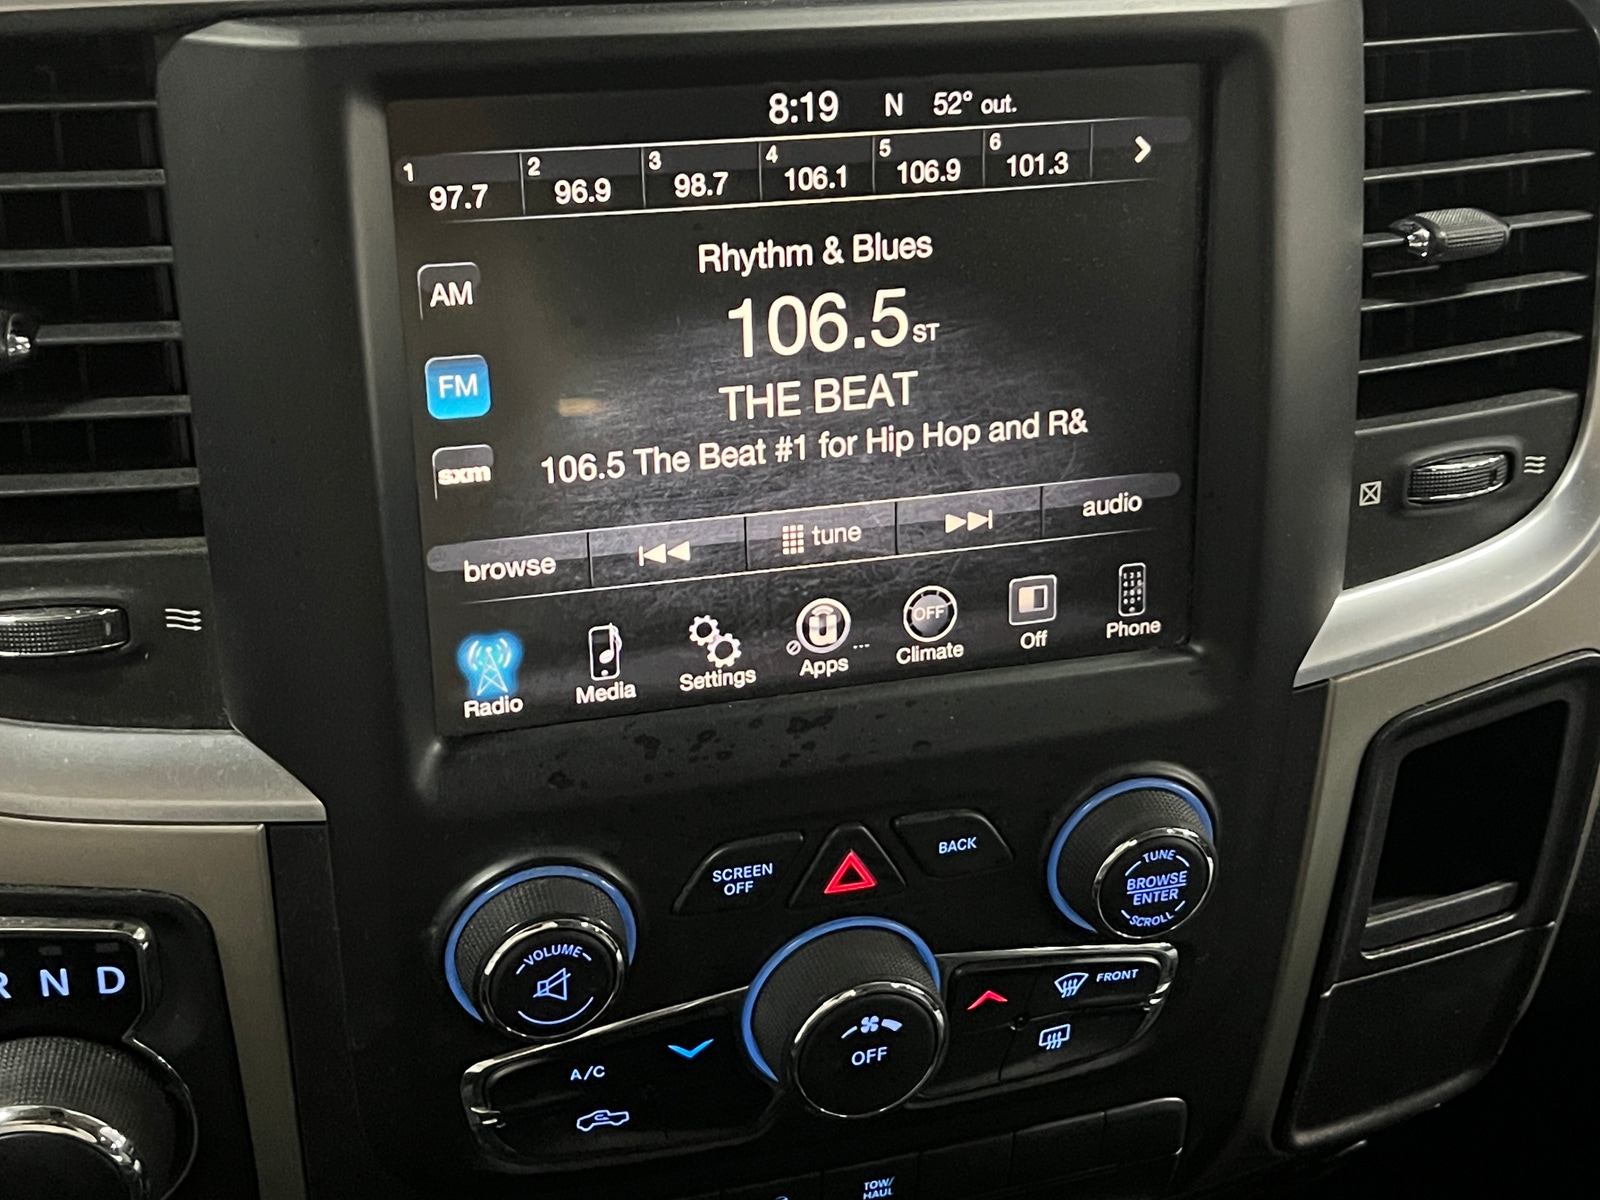 8:19 N 52° out.
1 97.7 2 96.9 3 98.7 4 106.1 5 106.9 6 101.3
Rhythm & Blues
AM
106.5 ST
FM
THE BEAT
sxm
106.5 The Beat #1 for Hip Hop and R&
browse tune audio
Radio Media Settings Apps ... OFF Climate Off Phone
SCREEN
OFF
BACK
TUNE
BROWSE
ENTER
SCROLL
VOLUME
R N D
FRONT
A/C
OFF
TOW/
HAUL